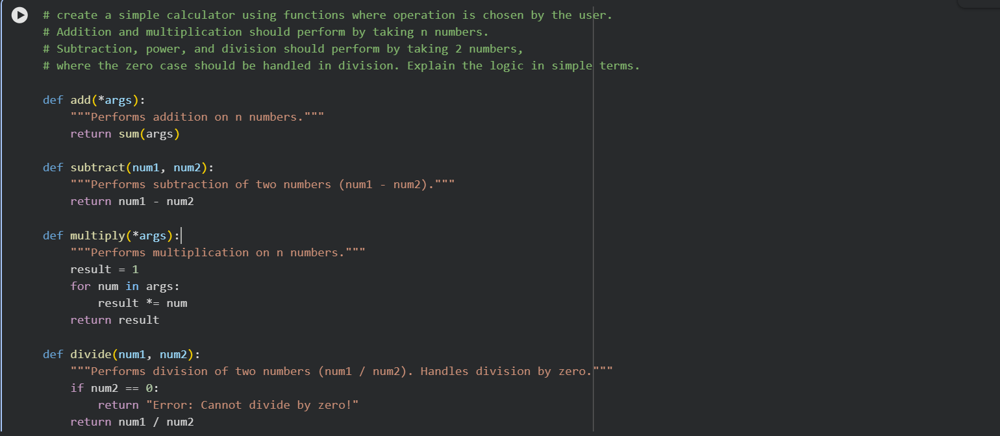 # create a simple calculator using functions where operation is chosen by the user.
# Addition and multiplication should perform by taking n numbers.
# Subtraction, power, and division should perform by taking 2 numbers,
# where the zero case should be handled in division. Explain the logic in simple terms.

def add(*args):
    """Performs addition on n numbers."""
    return sum(args)

def subtract(num1, num2):
    """Performs subtraction of two numbers (num1 - num2)."""
    return num1 - num2

def multiply(*args):
    """Performs multiplication on n numbers."""
    result = 1
    for num in args:
        result *= num
    return result

def divide(num1, num2):
    """Performs division of two numbers (num1 / num2). Handles division by zero."""
    if num2 == 0:
        return "Error: Cannot divide by zero!"
    return num1 / num2